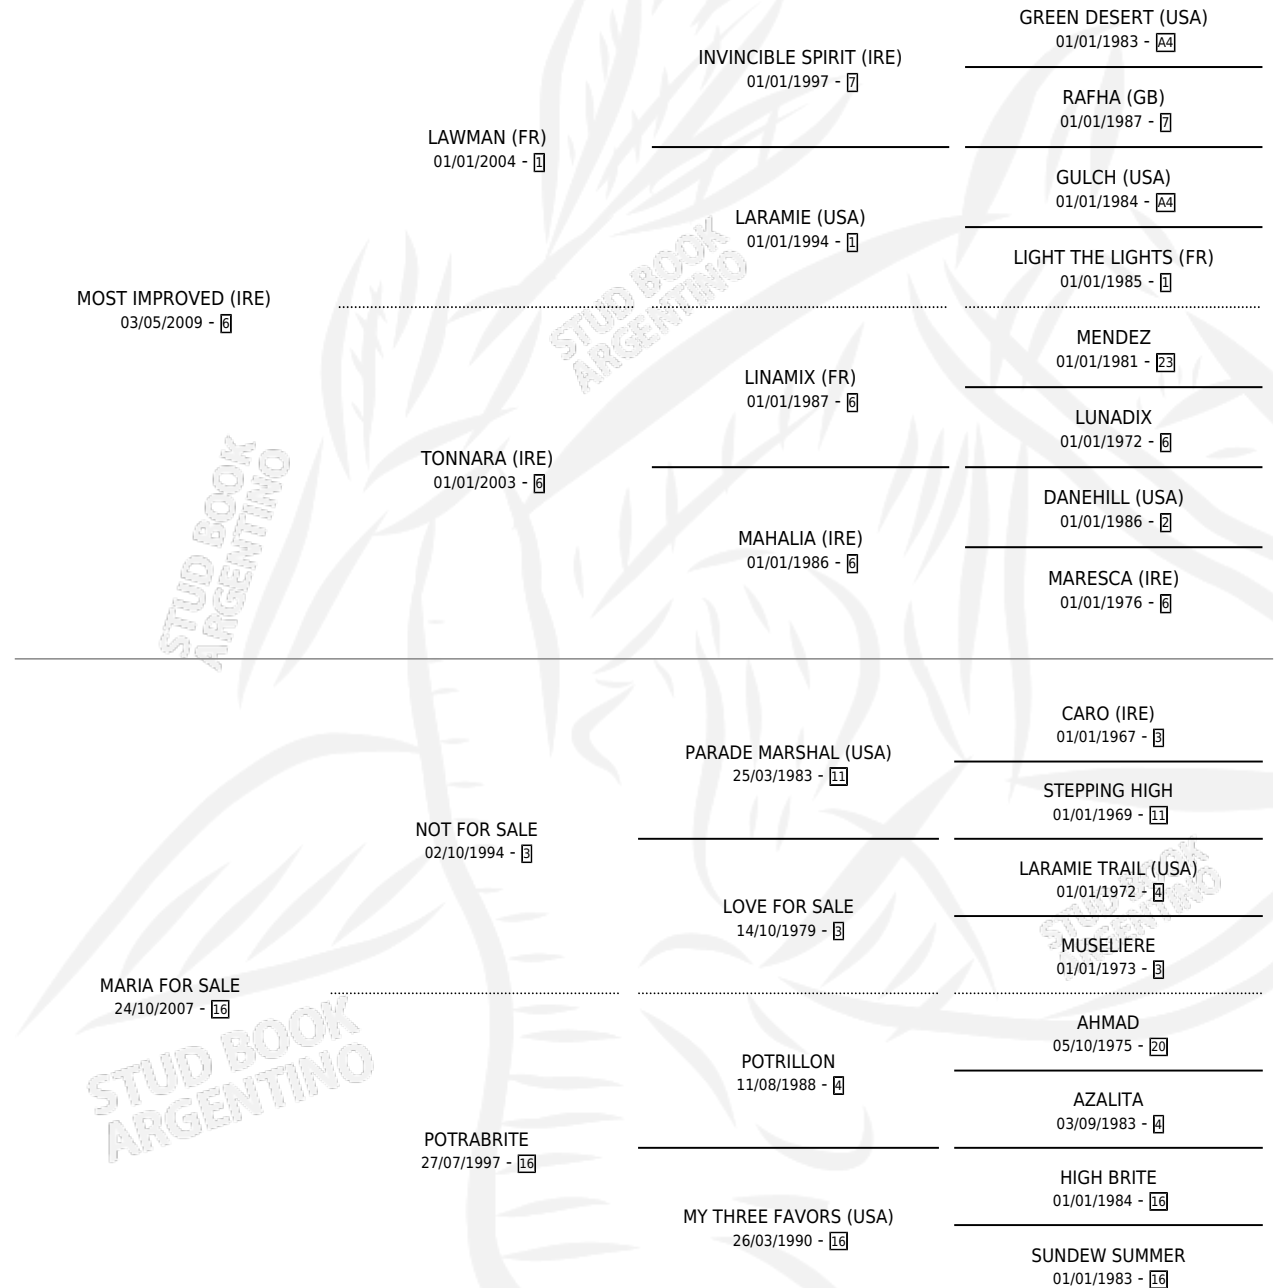 GREEN DESERT (USA)
01/01/1983 - A4
INVINCIBLE SPIRIT (IRE)
01/01/1997 - 7
RAFHA (GB)
01/01/1987 - 7
LAWMAN (FR)
01/01/2004 - 1
GULCH (USA)
01/01/1984 - A4
LARAMIE (USA)
01/01/1994 - 1
LIGHT THE LIGHTS (FR)
01/01/1985 - 1
MOST IMPROVED (IRE)
03/05/2009 - 6
MENDEZ
01/01/1981 - 23
LINAMIX (FR)
01/01/1987 - 6
LUNADIX
01/01/1972 - 6
TONNARA (IRE)
01/01/2003 - 6
DANEHILL (USA)
01/01/1986 - 2
MAHALIA (IRE)
01/01/1986 - 6
MARESCA (IRE)
01/01/1976 - 6
STUD BOOK
ARGENTINO
STUD BOOK
ARGENTINO
CARO (IRE)
01/01/1967 - 3
PARADE MARSHAL (USA)
25/03/1983 - 11
STEPPING HIGH
01/01/1969 - 11
NOT FOR SALE
02/10/1994 - 3
LARAMIE TRAIL (USA)
01/01/1972 - 4
LOVE FOR SALE
14/10/1979 - 3
MUSELIERE
01/01/1973 - 3
STUD BOOK
ARGENTINO
MARIA FOR SALE
24/10/2007 - 16
AHMAD
05/10/1975 - 20
POTRILLON
11/08/1988 - 4
AZALITA
03/09/1983 - 4
STUD BOOK
ARGENTINO
POTRABRITE
27/07/1997 - 16
HIGH BRITE
01/01/1984 - 16
MY THREE FAVORS (USA)
26/03/1990 - 16
SUNDEW SUMMER
01/01/1983 - 16